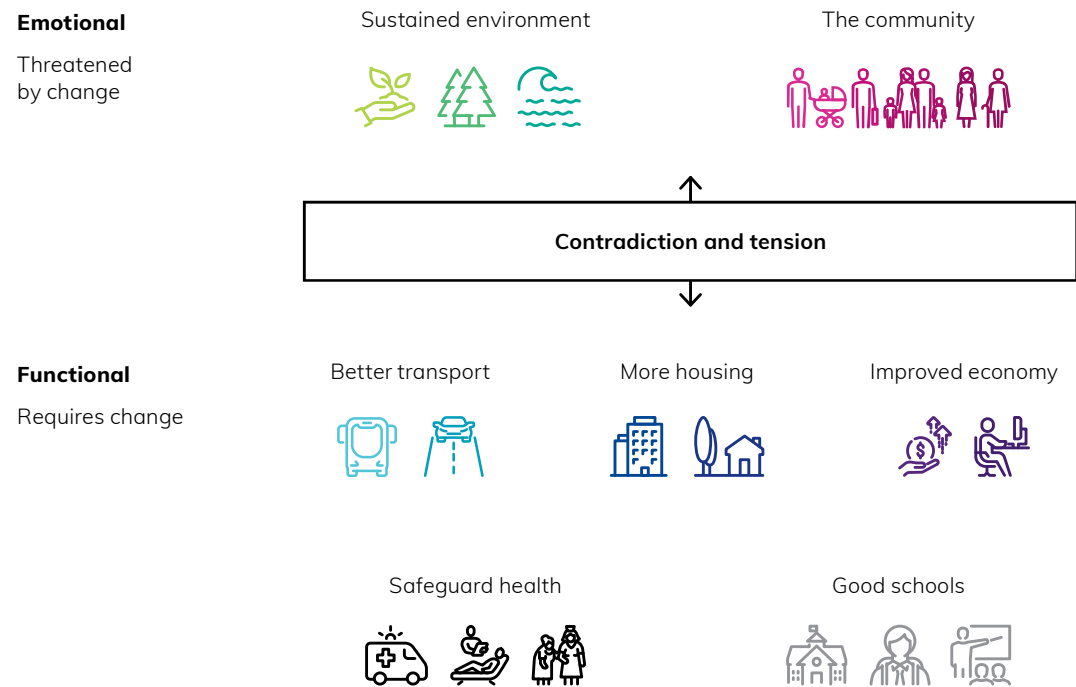 Emotional
Threatened
by change
Sustained environment
The community
Contradiction and tension
Functional
Requires change
Better transport
More housing
Improved economy
$
Safeguard health
Good schools